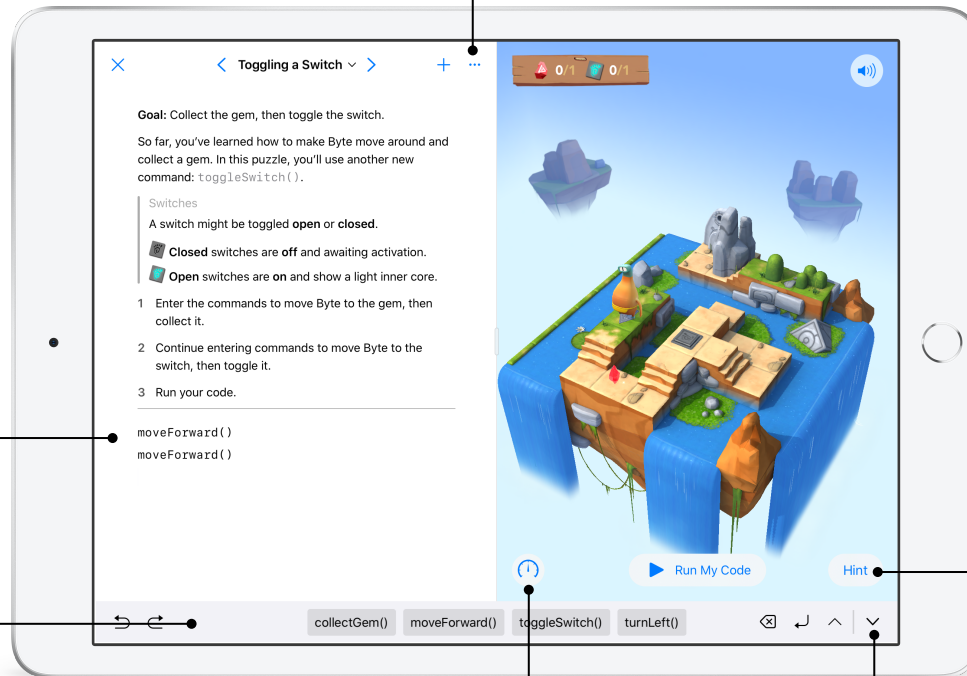 Toggling a Switch
0/1 0/1
Goal: Collect the gem, then toggle the switch.
So far, you’ve learned how to make Byte move around and
collect a gem. In this puzzle, you’ll use another new
command: toggleSwitch().
Switches
A switch might be toggled open or closed.
Closed switches are off and awaiting activation.
Open switches are on and show a light inner core.
1 Enter the commands to move Byte to the gem, then
collect it.
2 Continue entering commands to move Byte to the
switch, then toggle it.
3 Run your code.
moveForward()
moveForward()
Run My Code
Hint
collectGem() moveForward() toggleSwitch() turnLeft()